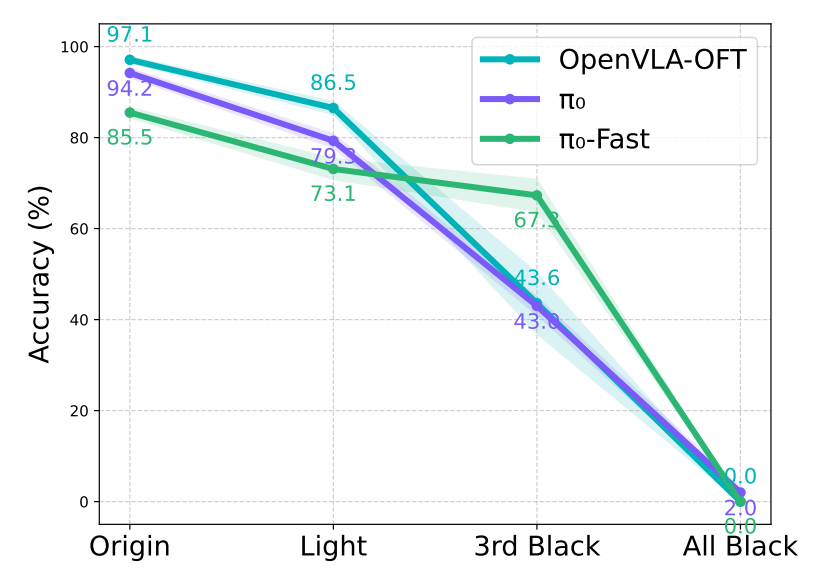 97.1
94.2
85.5
86.5
79.3
73.1
67.3
43.6
43.0
0.0
2.0
0.0
OpenVLA-OFT
π₀
π₀-Fast
Accuracy (%)
100
80
60
40
20
0
Origin
Light
3rd Black
All Black